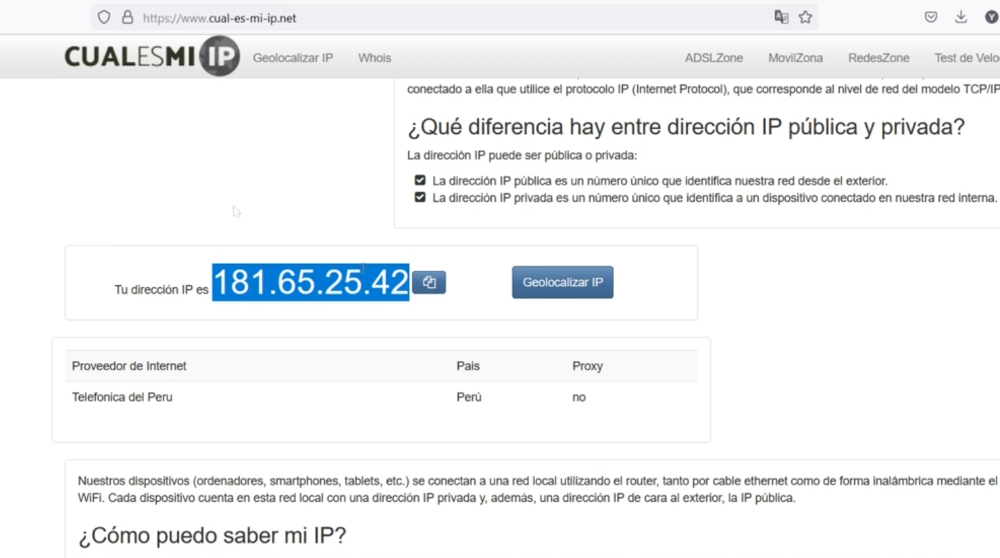 https://www.cual-es-mi-ip.net
Y
CUALESMI IP
Geolocalizar IP
Whois
ADSLZone
MovilZona
RedesZone
Test de Velo
conectado a ella que utilice el protocolo IP (Internet Protocol), que corresponde al nivel de red del modelo TCP/IP
¿Qué diferencia hay entre dirección IP pública y privada?
La dirección IP puede ser pública o privada:
La dirección IP pública es un número único que identifica nuestra red desde el exterior.
La dirección IP privada es un número único que identifica a un dispositivo conectado en nuestra red interna.
Tu dirección IP es 181.65.25.42
Geolocalizar IP
Proveedor de Internet Pais Proxy
Telefonica del Peru Perú no
Nuestros dispositivos (ordenadores, smartphones, tablets, etc.) se conectan a una red local utilizando el router, tanto por cable ethernet como de forma inalámbrica mediante el
WiFi. Cada dispositivo cuenta en esta red local con una dirección IP privada y, además, una dirección IP de cara al exterior, la IP pública.
¿Cómo puedo saber mi IP?